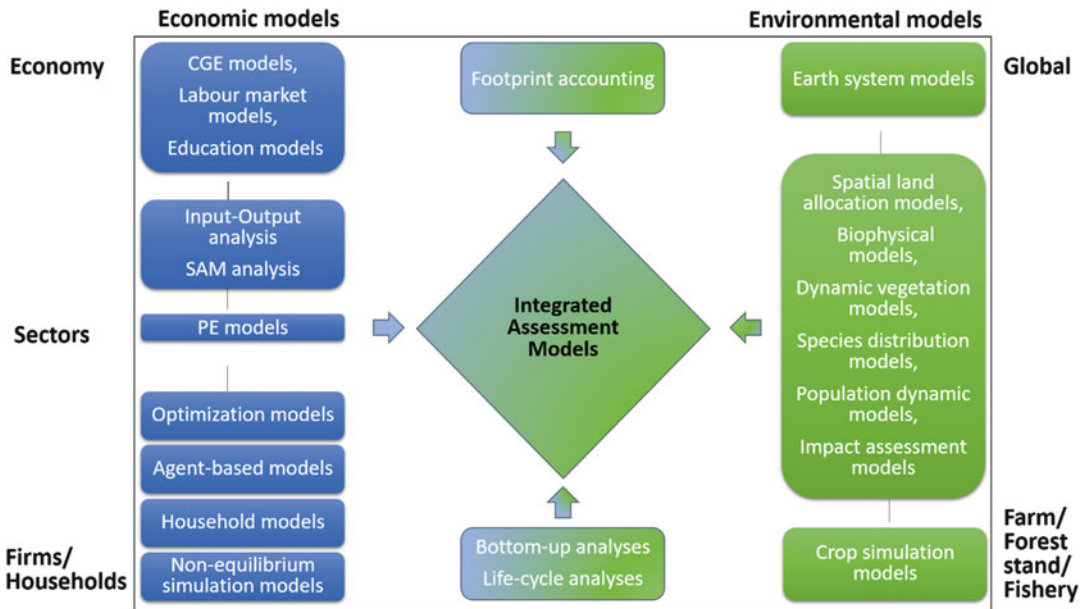 Economic models
Environmental models
Economy
CGE models,
Labour market
models,
Education models
Input-Output
analysis
SAM analysis
Sectors
PE models
Optimization models
Agent-based models
Household models
Firms/
Households
Non-equilibrium
simulation models
Footprint accounting
Integrated
Assessment
Models
Bottom-up analyses
Life-cycle analyses
Earth system models
Global
Spatial land
allocation models,
Biophysical
models,
Dynamic vegetation
models,
Species distribution
models,
Population dynamic
models,
Impact assessment
models
Crop simulation
models
Farm/
Forest
stand/
Fishery